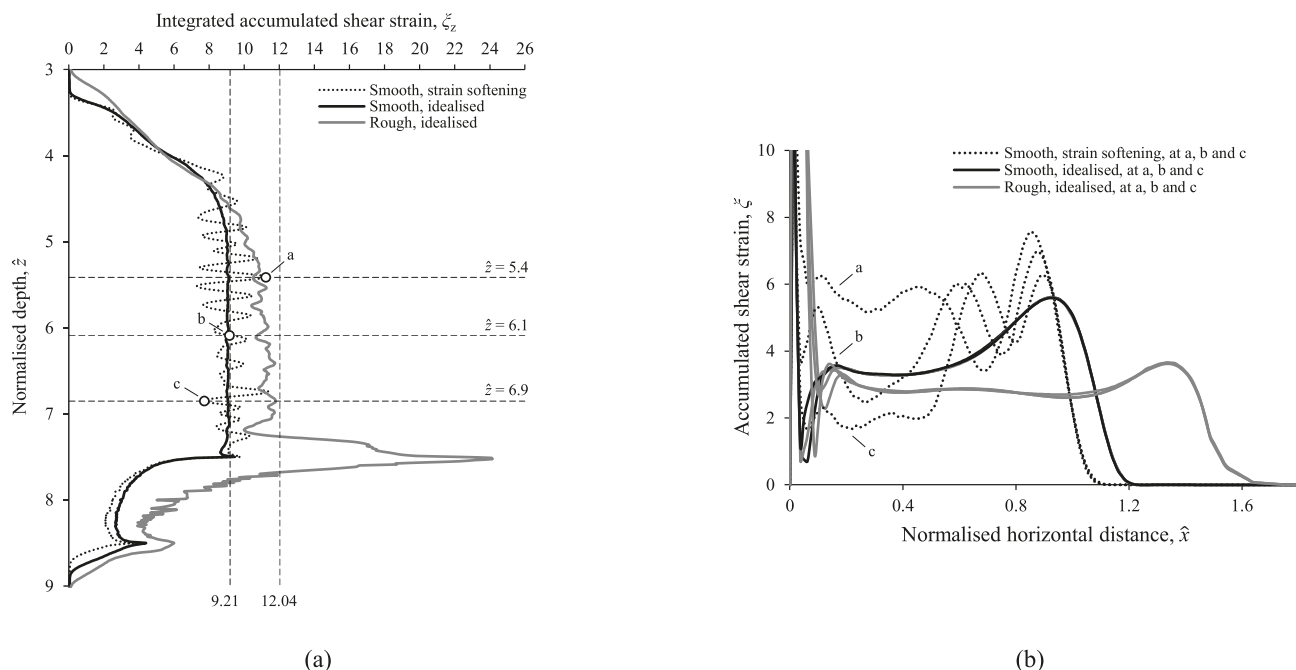 Integrated accumulated shear strain, ξz
0 2 4 6 8 10 12 14 16 18 20 22 24 26
3
4
5
6
7
8
9
Normalised depth, ẑ
Smooth, strain softening
Smooth, idealised
Rough, idealised
a
ẑ = 5.4
b
ẑ = 6.1
c
ẑ = 6.9
9.21 12.04
(a)
10
8
6
4
2
0
Accumulated shear strain, ξ
Smooth, strain softening, at a, b and c
Smooth, idealised, at a, b and c
Rough, idealised, at a, b and c
a
b
c
0 0.4 0.8 1.2 1.6
Normalised horizontal distance, x̂
(b)